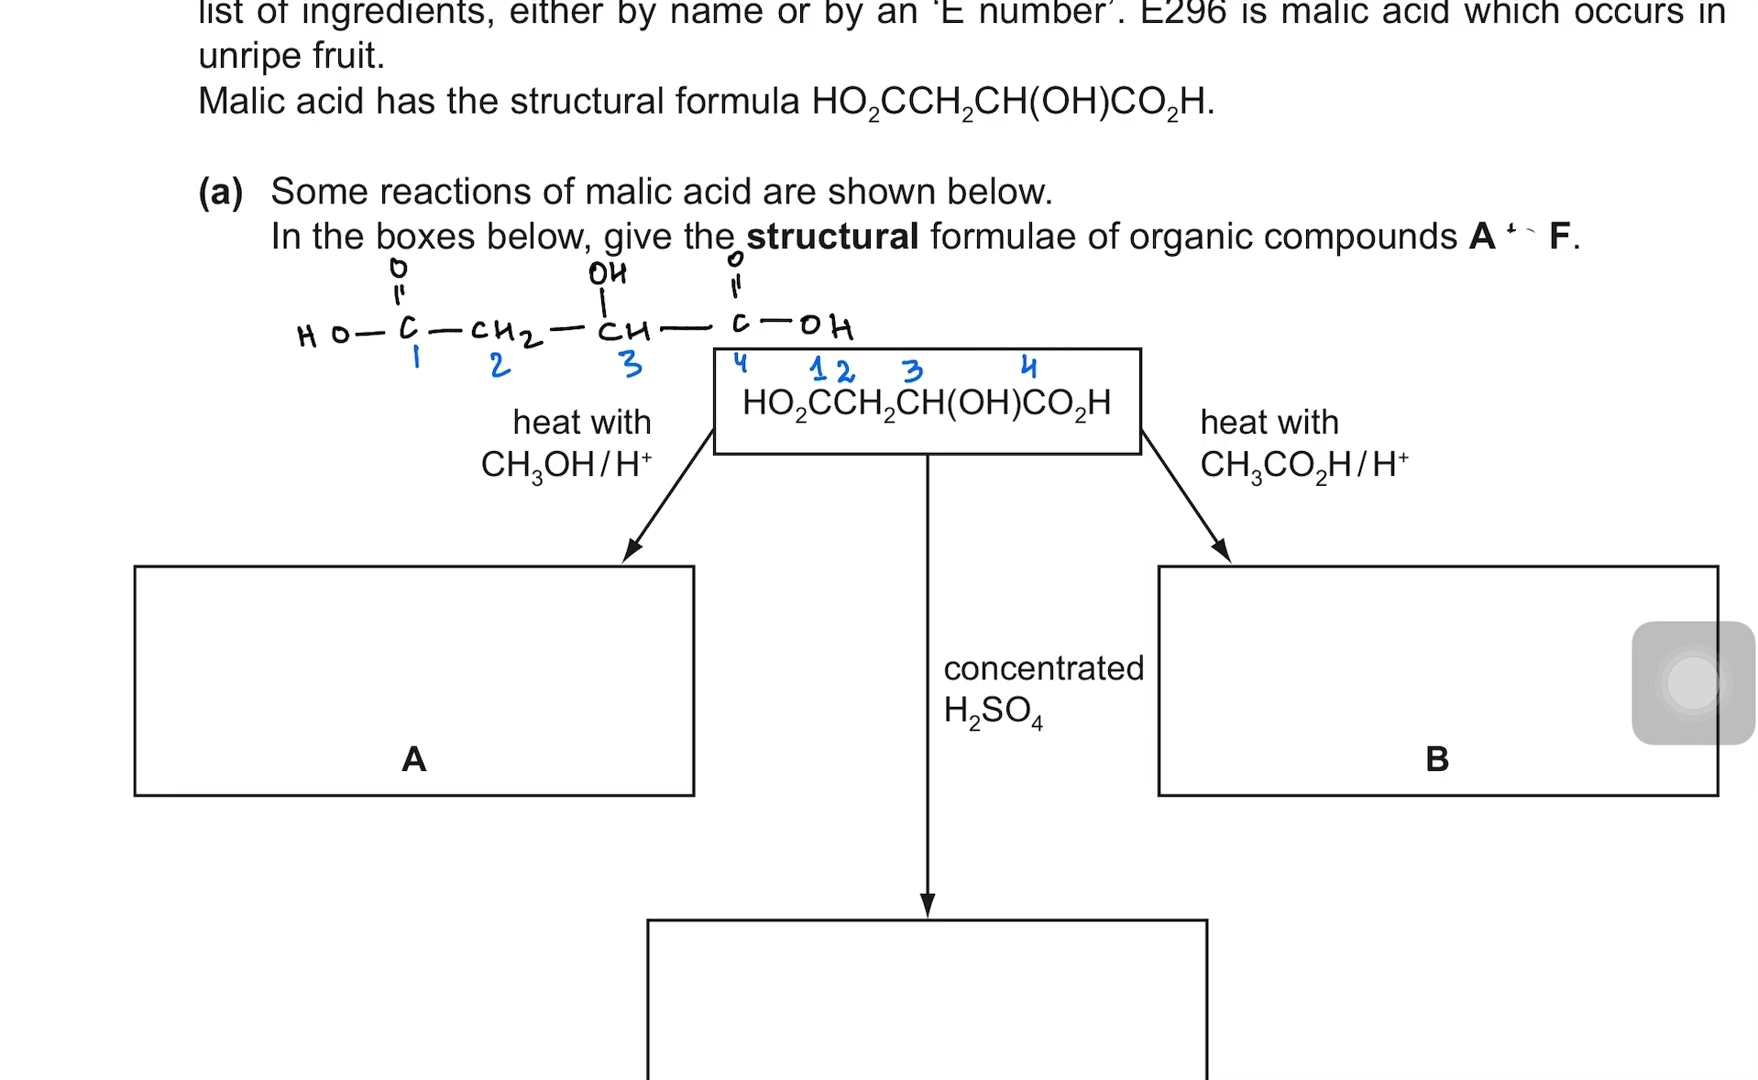 list of ingredients, either by name or by an 'E number'. E296 is malic acid which occurs in
unripe fruit.
Malic acid has the structural formula HO₂CCH₂CH(OH)CO₂H.
(a) Some reactions of malic acid are shown below.
In the boxes below, give the structural formulae of organic compounds A F.
O OH O
HO—C—CH₂—CH—C—OH
1 2 3 4
1 2 3 4
HO₂CCH₂CH(OH)CO₂H
heat with
CH₃OH/H⁺
heat with
CH₃CO₂H/H⁺
concentrated
H₂SO₄
A
B